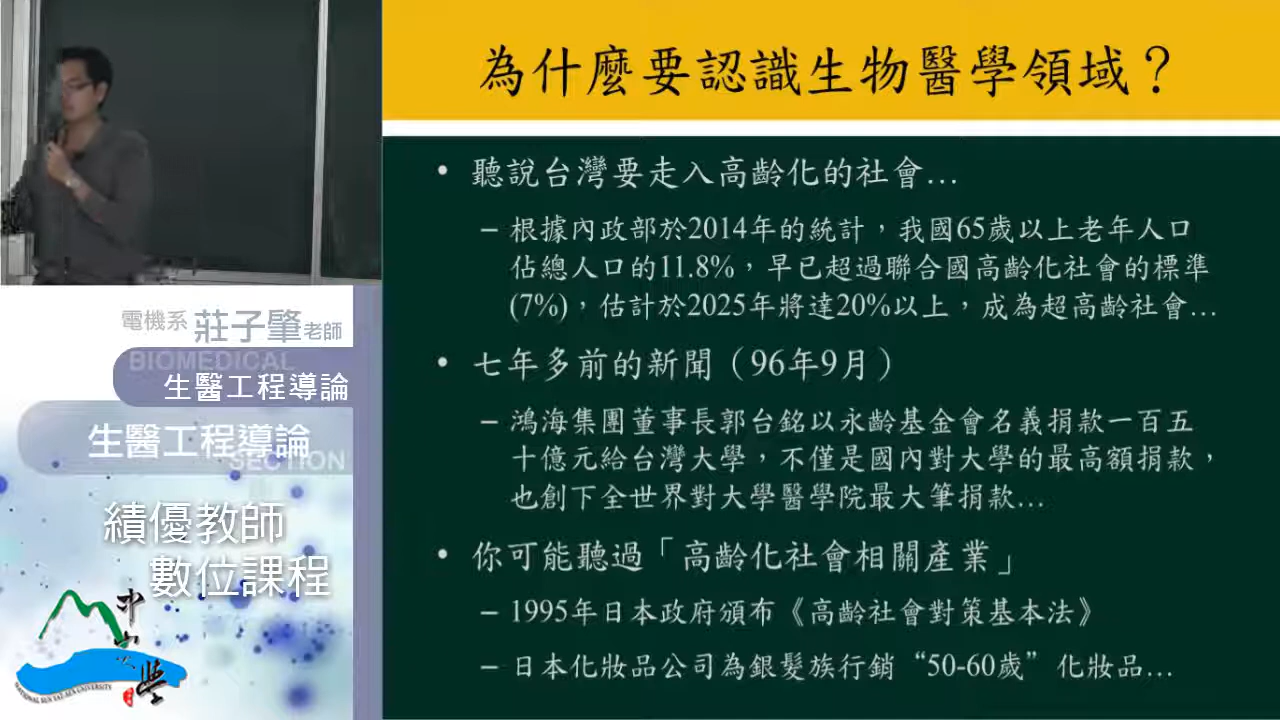 為什麼要認識生物醫學領域？
• 聽說台灣要走入高齡化的社會…
– 根據內政部於2014年的統計，我國65歲以上老年人口
佔總人口的11.8%，早已超過聯合國高齡化社會的標準
(7%)，估計於2025年將達20%以上，成為超高齡社會…
• 七年多前的新聞（96年9月）
– 鴻海集團董事長郭台銘以永齡基金會名義捐款一百五
十億元給台灣大學，不僅是國內對大學的最高額捐款，
也創下全世界對大學醫學院最大筆捐款…
• 你可能聽過「高齡化社會相關產業」
– 1995年日本政府頒布《高齡社會對策基本法》
– 日本化妝品公司為銀髮族行銷“50-60歲”化妝品…
電機系 莊子肇老師
BIOMEDICAL
生醫工程導論
生醫工程導論
SECTION
績優教師
數位課程
中山大學
NATIONAL SUN YAT-SEN UNIVERSITY